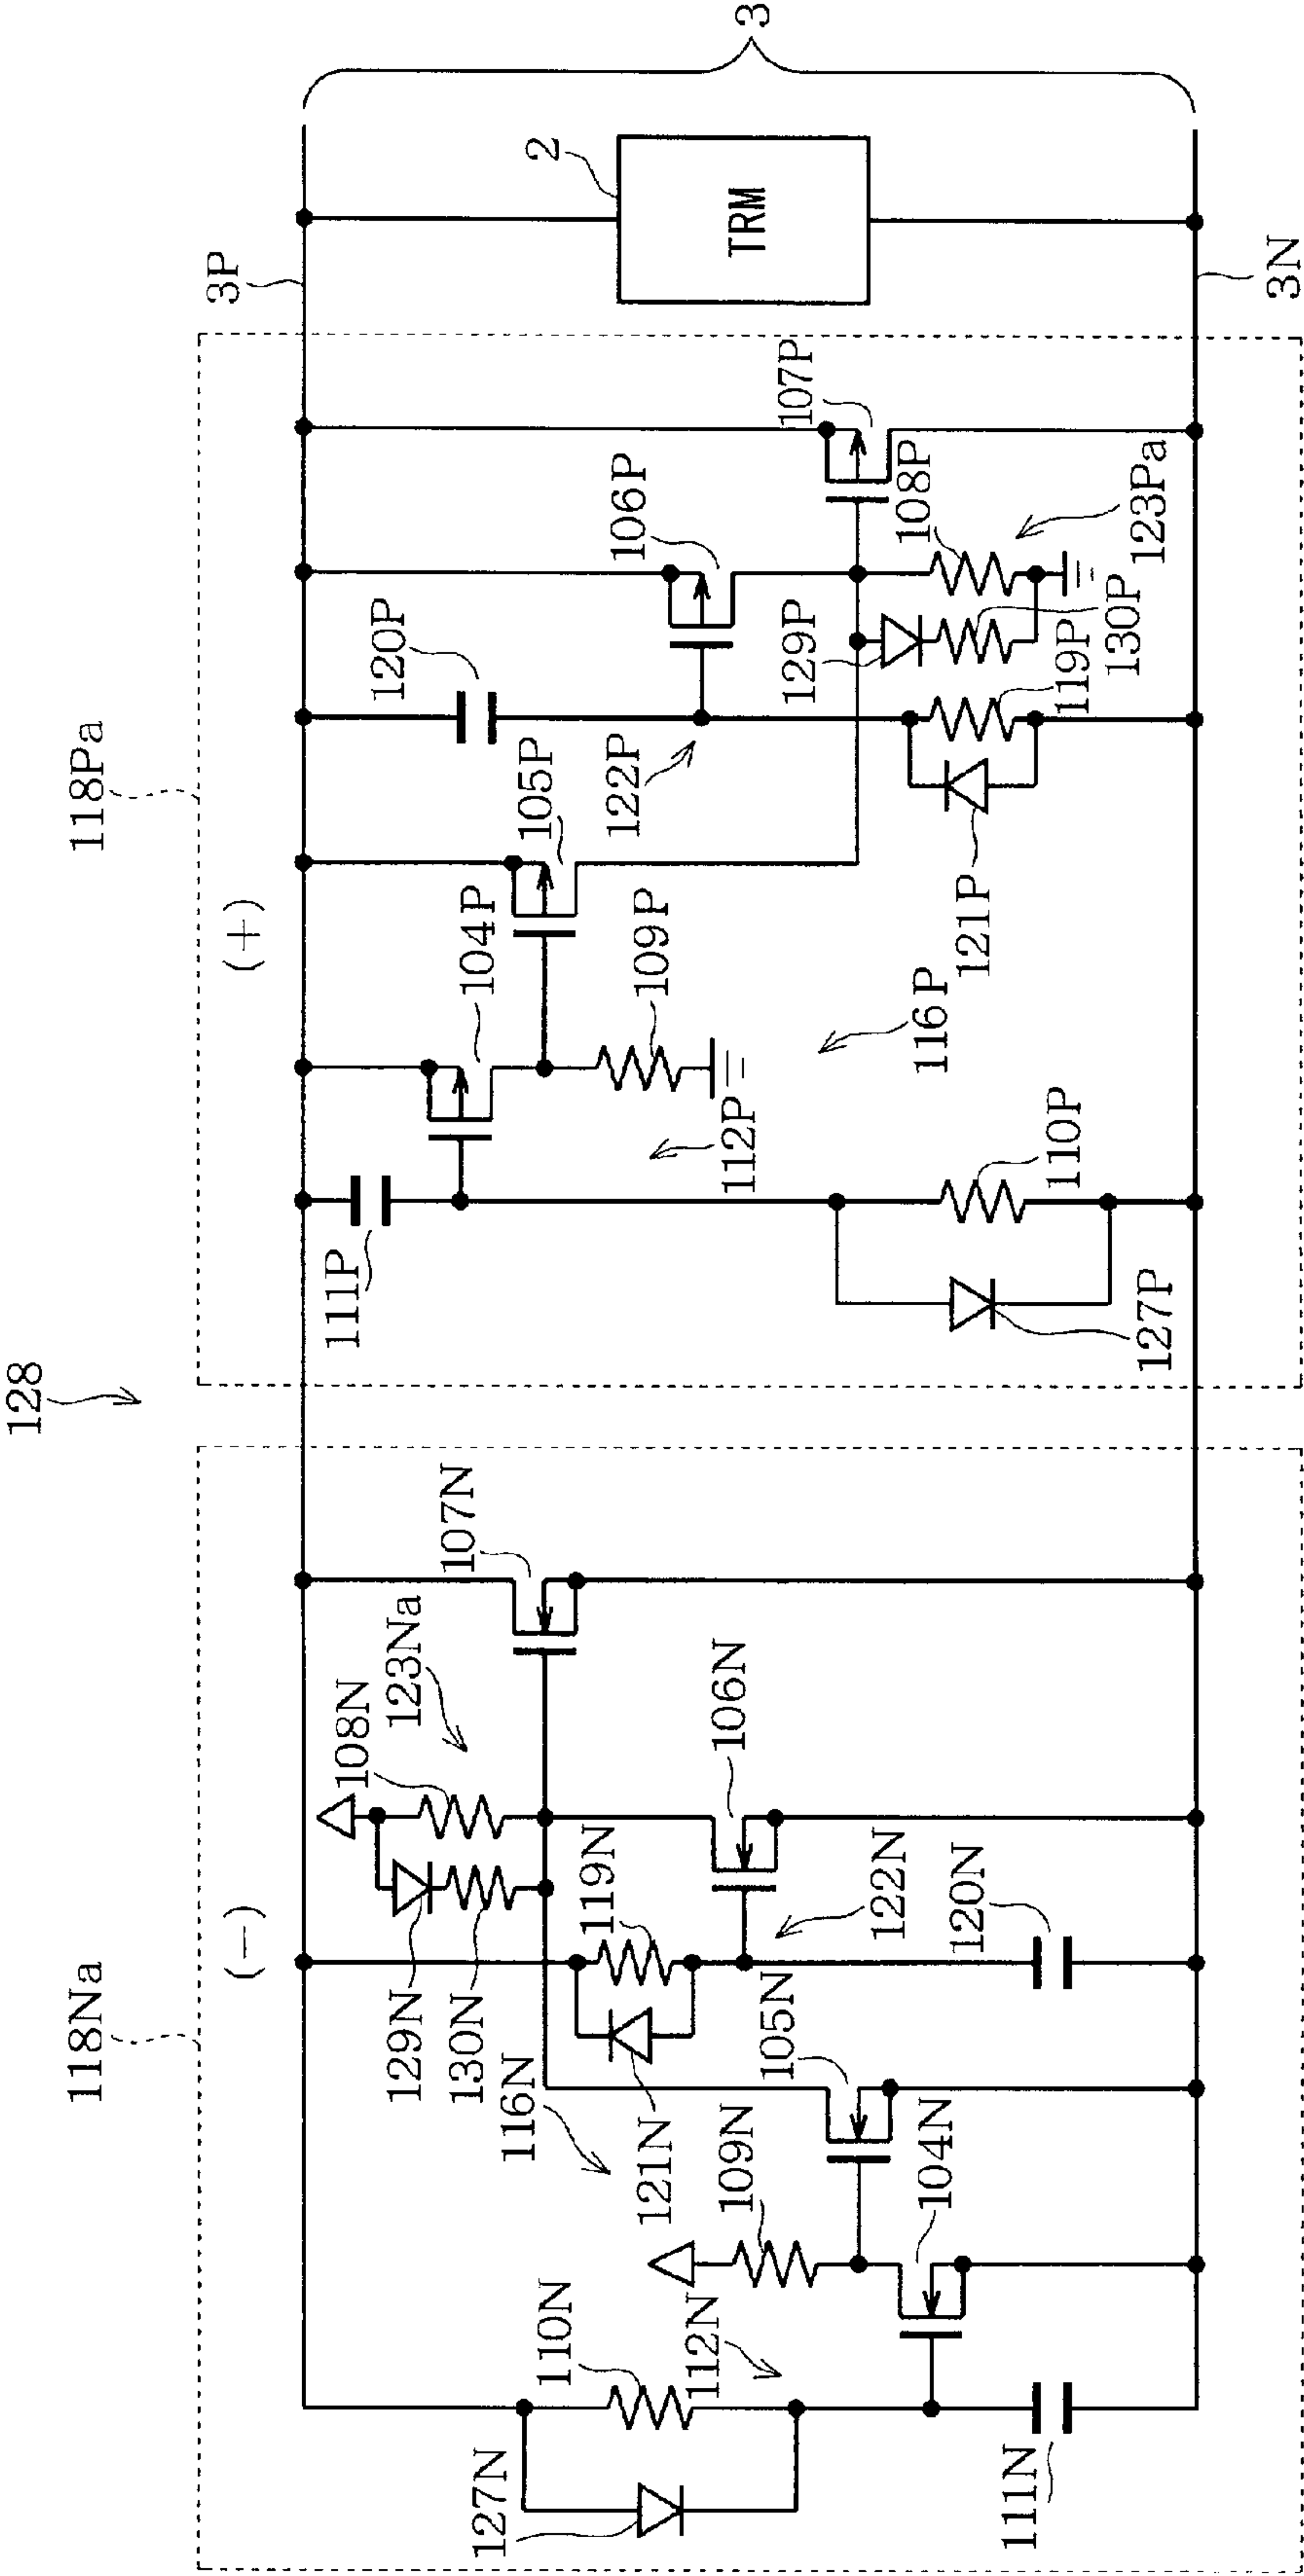 128
118Na
118Pa
(−)
(+)
3P
3
2
TRM
3N
127N
110N
112N
111N
109N
104N
116N
121N
105N
129N
130N
119N
122N
120N
108N
123Na
106N
107N
111P
127P
110P
112P
109P
104P
116P
105P
121P
122P
120P
119P
129P
130P
106P
108P
123Pa
107P